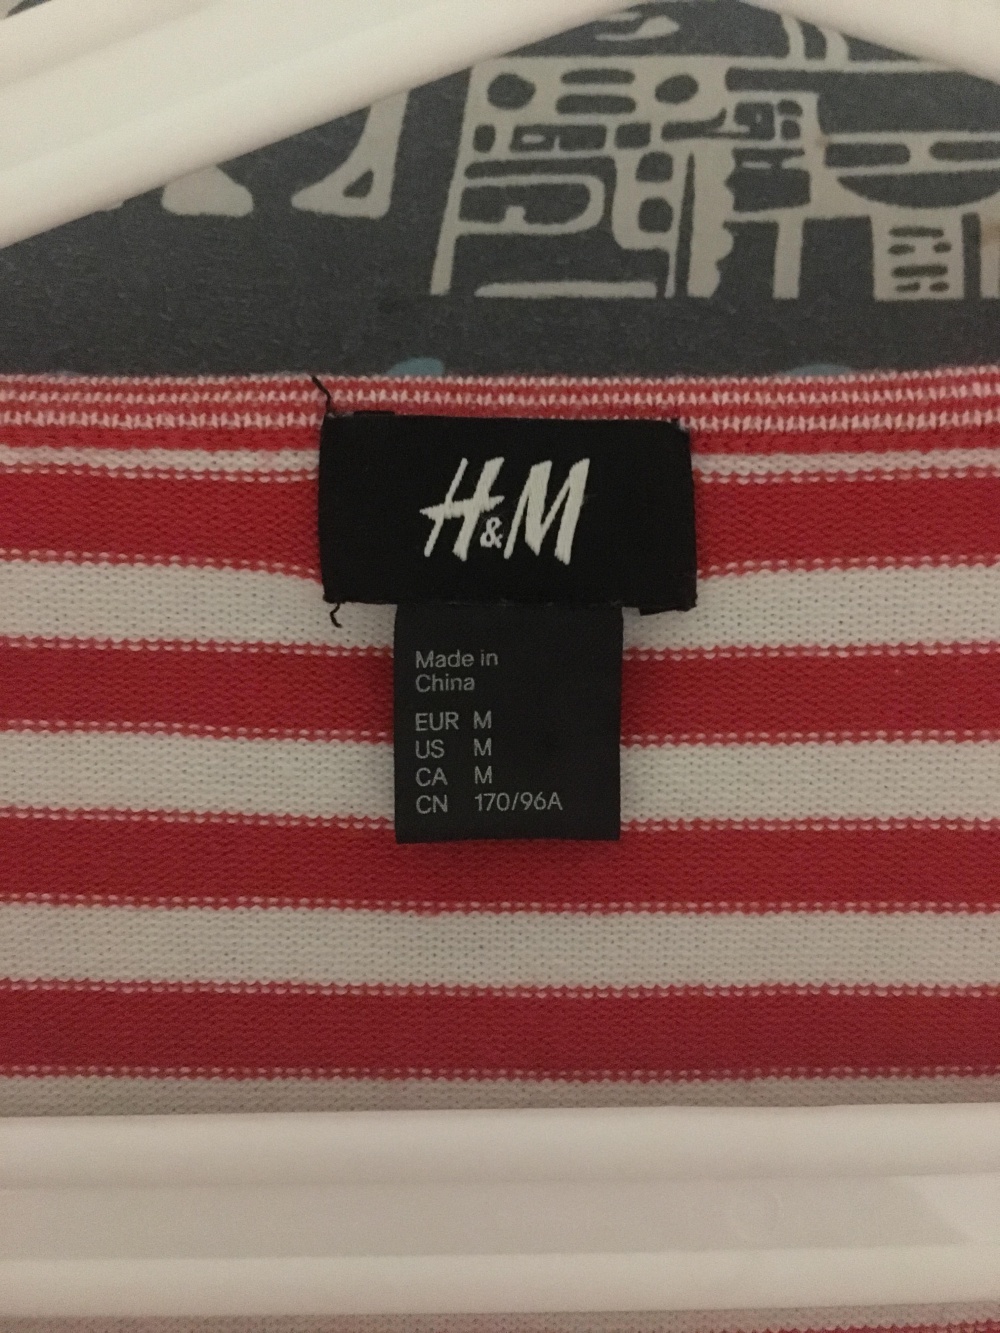 H&M
Made in
China
EUR M
US M
CA M
CN 170/96A